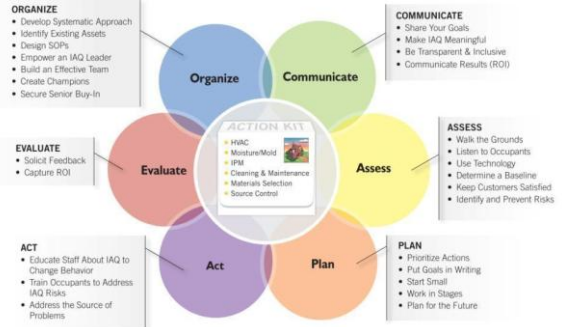 ORGANIZE
• Develop Systematic Approach
• Identify Existing Assets
• Design SOPs
• Empower an IAQ Leader
• Build an Effective Team
• Create Champions
• Secure Senior Buy-In
COMMUNICATE
• Share Your Goals
• Make IAQ Meaningful
• Be Transparent & Inclusive
• Communicate Results (ROI)
Organize
Communicate
EVALUATE
• Solicit Feedback
• Capture ROI
Evaluate
ACTION KIT
HVAC
Moisture/Mold
IPM
Cleaning & Maintenance
Materials Selection
Source Control
Assess
ASSESS
• Walk the Grounds
• Listen to Occupants
• Use Technology
• Determine a Baseline
• Keep Customers Satisfied
• Identify and Prevent Risks
ACT
• Educate Staff About IAQ to
Change Behavior
• Train Occupants to Address
IAQ Risks
• Address the Source of
Problems
Act
Plan
PLAN
• Prioritize Actions
• Put Goals in Writing
• Start Small
• Work in Stages
• Plan for the Future